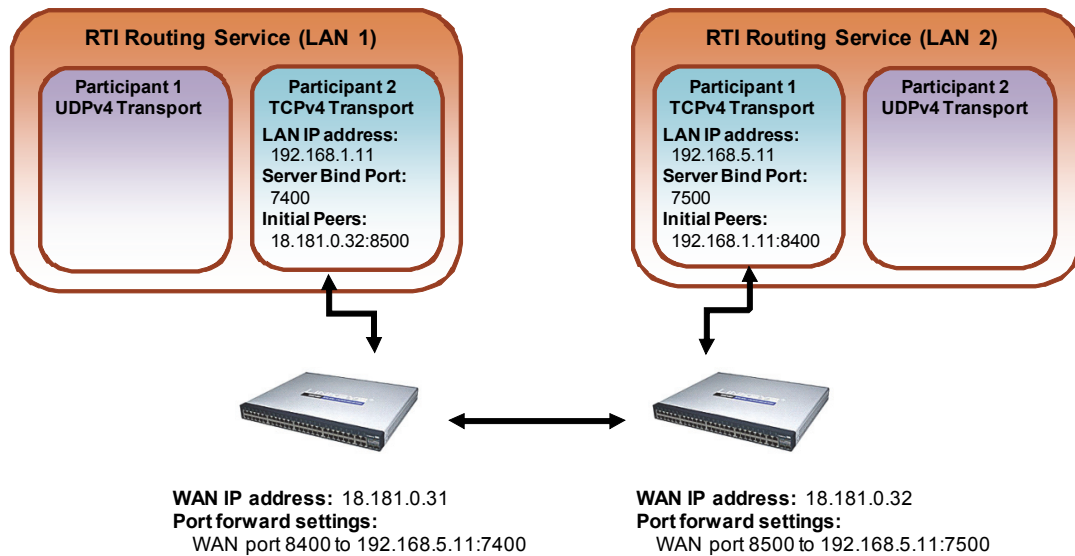 RTI Routing Service (LAN 1)
Participant 1
UDPv4 Transport
Participant 2
TCPv4 Transport
LAN IP address:
192.168.1.11
Server Bind Port:
7400
Initial Peers:
18.181.0.32:8500
RTI Routing Service (LAN 2)
Participant 1
TCPv4 Transport
LAN IP address:
192.168.5.11
Server Bind Port:
7500
Initial Peers:
192.168.1.11:8400
Participant 2
UDPv4 Transport
WAN IP address: 18.181.0.31
Port forward settings:
WAN port 8400 to 192.168.5.11:7400
WAN IP address: 18.181.0.32
Port forward settings:
WAN port 8500 to 192.168.5.11:7500